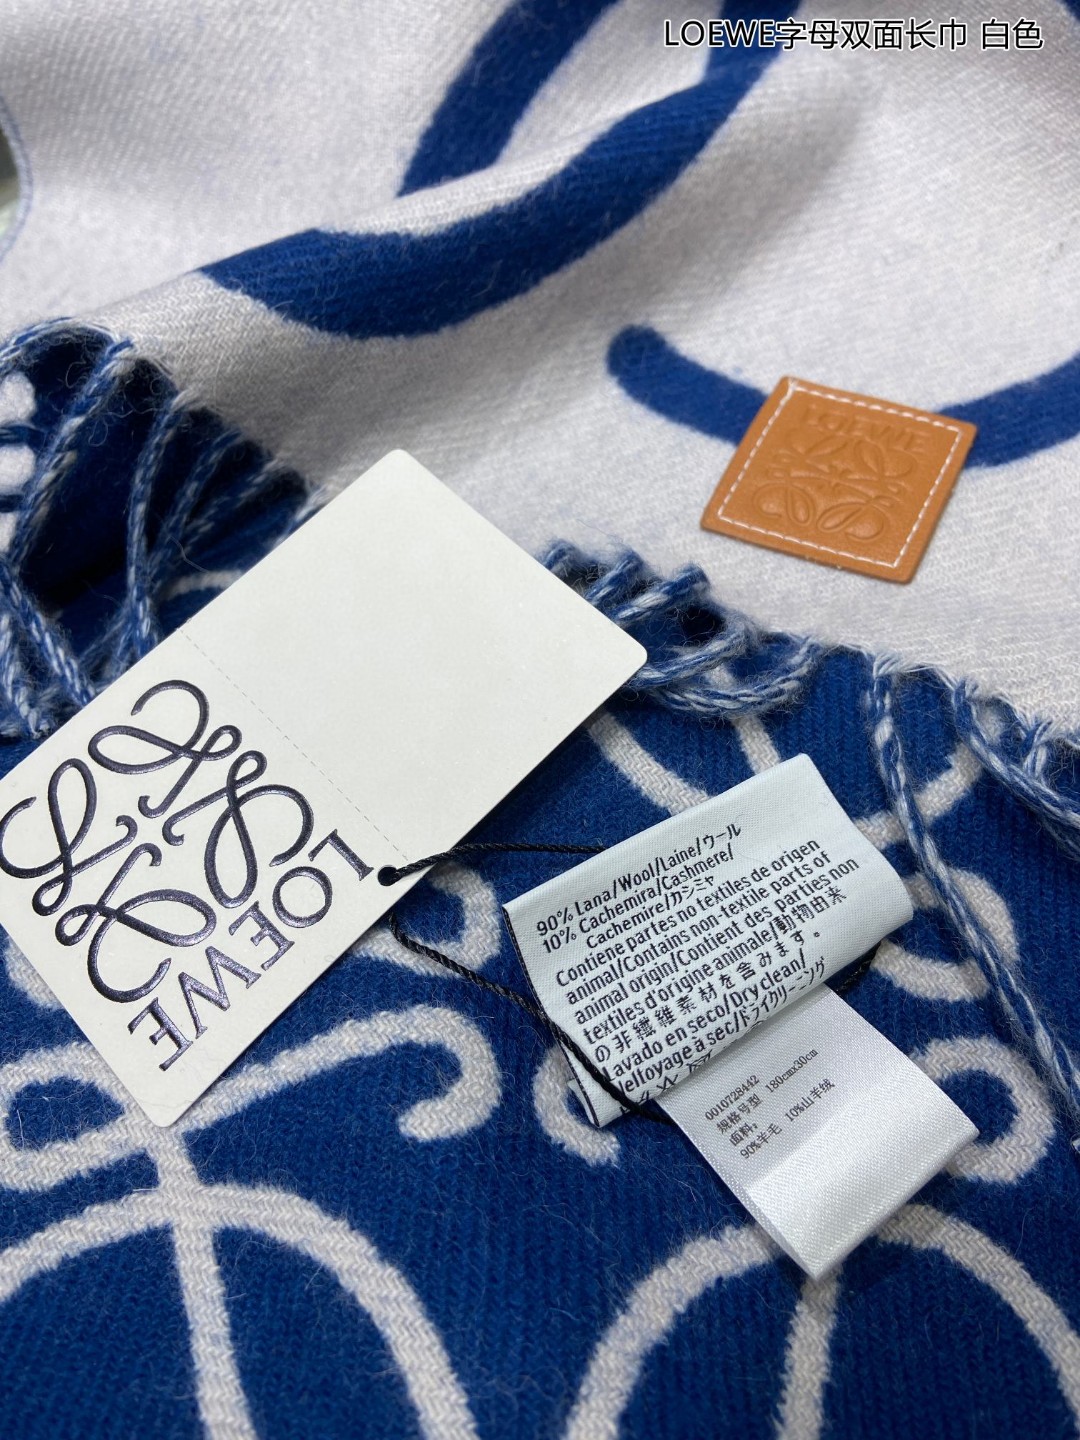 LOEWE字母双面长巾 白色
LOEWE
LOEWE
90% Lana/Wool/Laine/ウール
10% Cachemira/Cashmere/
Cachemire/カシミヤ
Contiene partes no textiles de origen
animal/Contains non-textile parts of
animal origin/Contient des parties non
textiles d'origine animale/動物由来
の非繊維素材を含みます。
Lavado en seco/Dry clean/
Nettoyage à sec/ドライクリーニング
0010728442
规格号型 180cmx30cm
面料:
90%羊毛 10%山羊绒